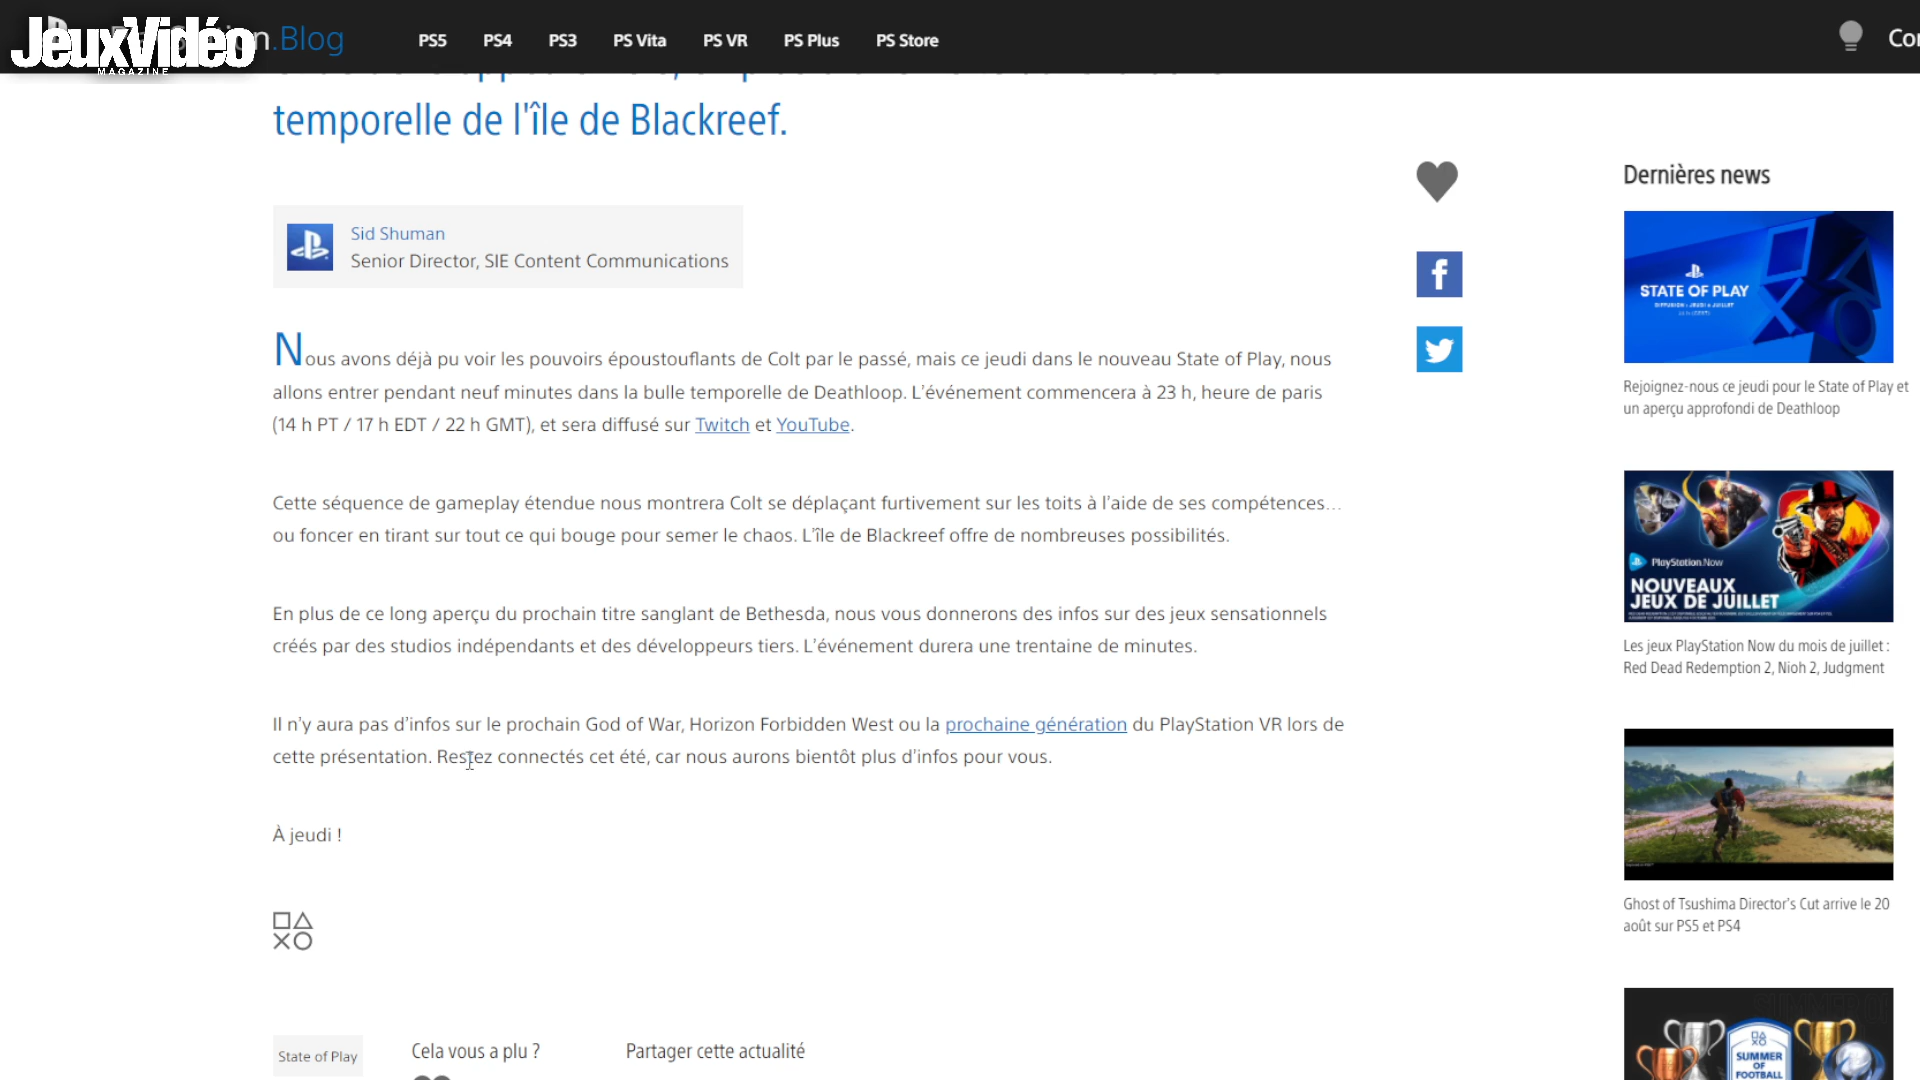 JeuxVidéo
MAGAZINE
n.Blog
PS5
PS4
PS3
PS Vita
PS VR
PS Plus
PS Store
temporelle de l'île de Blackreef.
Sid Shuman
Senior Director, SIE Content Communications
Nous avons déjà pu voir les pouvoirs époustouflants de Colt par le passé, mais ce jeudi dans le nouveau State of Play, nous
allons entrer pendant neuf minutes dans la bulle temporelle de Deathloop. L'événement commencera à 23 h, heure de paris
(14 h PT / 17 h EDT / 22 h GMT), et sera diffusé sur Twitch et YouTube.
Cette séquence de gameplay étendue nous montrera Colt se déplaçant furtivement sur les toits à l'aide de ses compétences…
ou foncer en tirant sur tout ce qui bouge pour semer le chaos. L'île de Blackreef offre de nombreuses possibilités.
En plus de ce long aperçu du prochain titre sanglant de Bethesda, nous vous donnerons des infos sur des jeux sensationnels
créés par des studios indépendants et des développeurs tiers. L'événement durera une trentaine de minutes.
Il n'y aura pas d'infos sur le prochain God of War, Horizon Forbidden West ou la prochaine génération du PlayStation VR lors de
cette présentation. Restez connectés cet été, car nous aurons bientôt plus d'infos pour vous.
À jeudi !
State of Play
Cela vous a plu ?
Partager cette actualité
Dernières news
STATE OF PLAY
DIFFUSION : JEUDI 8 JUILLET
Rejoignez-nous ce jeudi pour le State of Play et
un aperçu approfondi de Deathloop
PlayStation Now
NOUVEAUX
JEUX DE JUILLET
Les jeux PlayStation Now du mois de juillet :
Red Dead Redemption 2, Nioh 2, Judgment
Ghost of Tsushima Director's Cut arrive le 20
août sur PS5 et PS4
SUMMER
OF
FOOTBALL